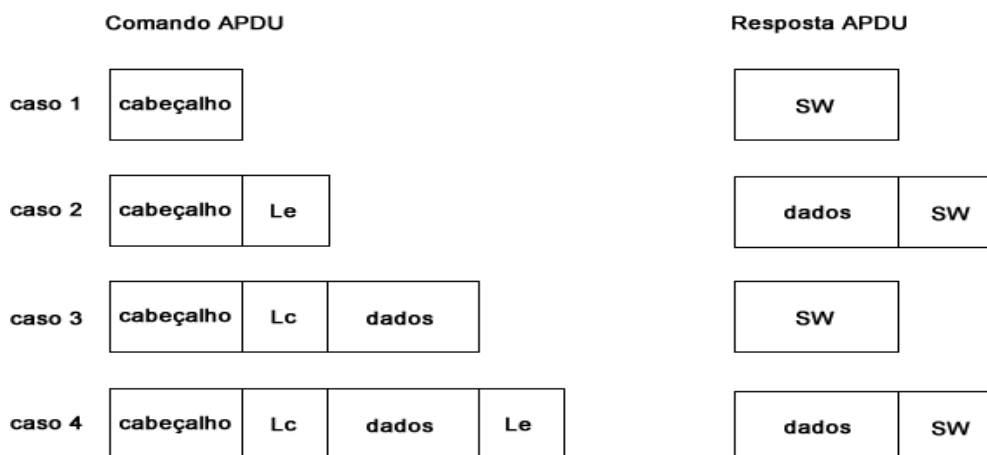 Comando APDU Resposta APDU
caso 1 cabeçalho SW
caso 2 cabeçalho Le dados SW
caso 3 cabeçalho Lc dados SW
caso 4 cabeçalho Lc dados Le dados SW